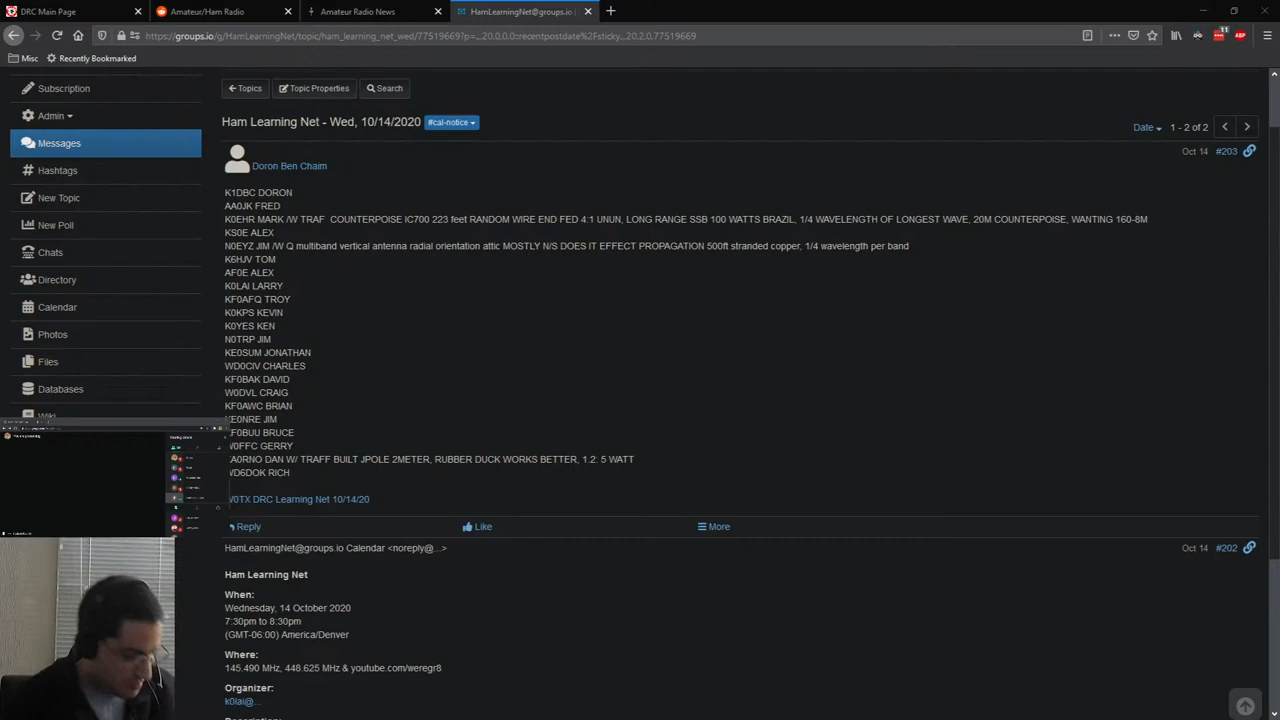 DRC Main Page
Amateur/Ham Radio
Amateur Radio News
HamLearningNet@groups.io |
https://groups.io/g/HamLearningNet/topic/ham_learning_net_wed/77519669?p=,,,20,0,0,0::recentpostdate%2Fsticky,,,20,2,0,77519669
11
ABP
Misc
Recently Bookmarked
Subscription
Admin
Messages
Hashtags
New Topic
New Poll
Chats
Directory
Calendar
Photos
Files
Databases
Wiki
Topics
Topic Properties
Search
Ham Learning Net - Wed, 10/14/2020
#cal-notice
Date
1 - 2 of 2
Doron Ben Chaim
Oct 14
#203
K1DBC DORON
AA0JK FRED
K0EHR MARK /W TRAF COUNTERPOISE IC700 223 feet RANDOM WIRE END FED 4:1 UNUN, LONG RANGE SSB 100 WATTS BRAZIL, 1/4 WAVELENGTH OF LONGEST WAVE, 20M COUNTERPOISE, WANTING 160-8M
KS0E ALEX
N0EYZ JIM /W Q multiband vertical antenna radial orientation attic MOSTLY N/S DOES IT EFFECT PROPAGATION 500ft stranded copper, 1/4 wavelength per band
K6HJV TOM
AF0E ALEX
K0LAI LARRY
KF0AFQ TROY
K0KPS KEVIN
K0YES KEN
N0TRP JIM
KE0SUM JONATHAN
WD0CIV CHARLES
KF0BAK DAVID
W0DVL CRAIG
KF0AWC BRIAN
KE0NRE JIM
KF0BUU BRUCE
W0FFC GERRY
KA0RNO DAN W/ TRAFF BUILT JPOLE 2METER, RUBBER DUCK WORKS BETTER, 1.2: 5 WATT
WD6DOK RICH
W0TX DRC Learning Net 10/14/20
Reply
Like
More
HamLearningNet@groups.io Calendar <noreply@...>
Oct 14
#202
Ham Learning Net
When:
Wednesday, 14 October 2020
7:30pm to 8:30pm
(GMT-06:00) America/Denver
Where:
145.490 MHz, 448.625 MHz & youtube.com/weregr8
Organizer:
k0lai@...